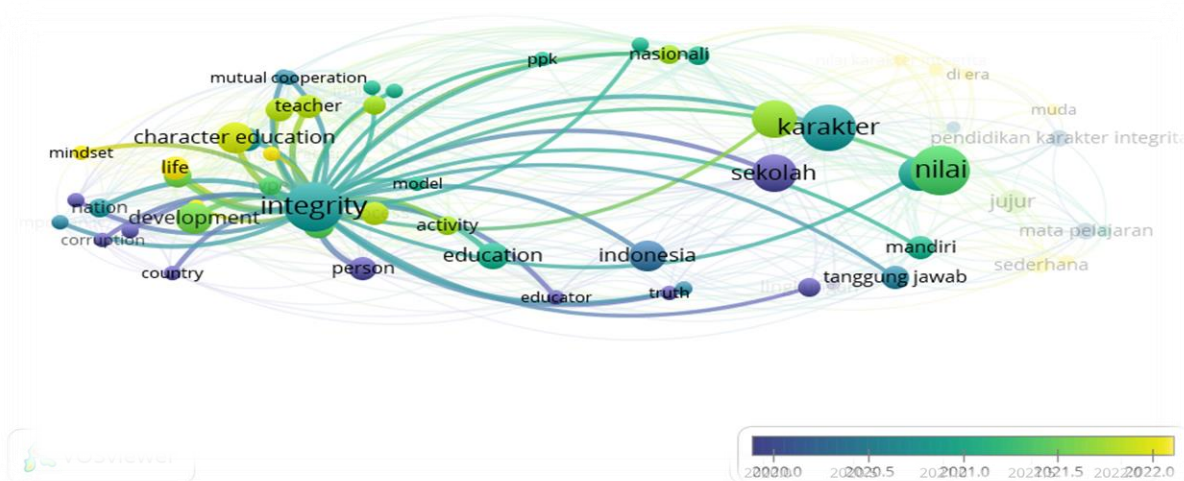 ppk
nasionali
di era
mutual cooperation
teacher
muda
character education
karakter
pendidikan karakter integrita
mindset
life
sekolah
nilai
model
integrity
jujur
nation
development
activity
mata pelajaran
corruption
education
indonesia
mandiri
sederhana
country
person
tanggung jawab
educator
truth
VOSviewer
2020.0 2020.5 2021.0 2021.5 2022.0